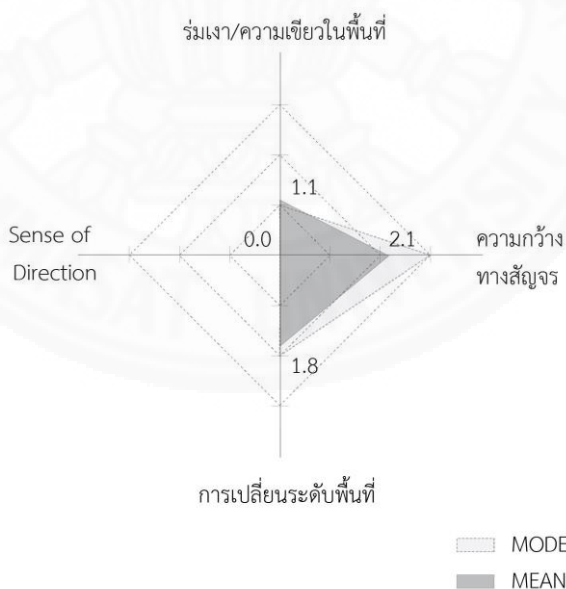 ร่มเงา/ความเขียวในพื้นที่
1.1
Sense of
Direction
0.0
2.1
ความกว้าง
ทางสัญจร
1.8
การเปลี่ยนระดับพื้นที่
MODE
MEAN